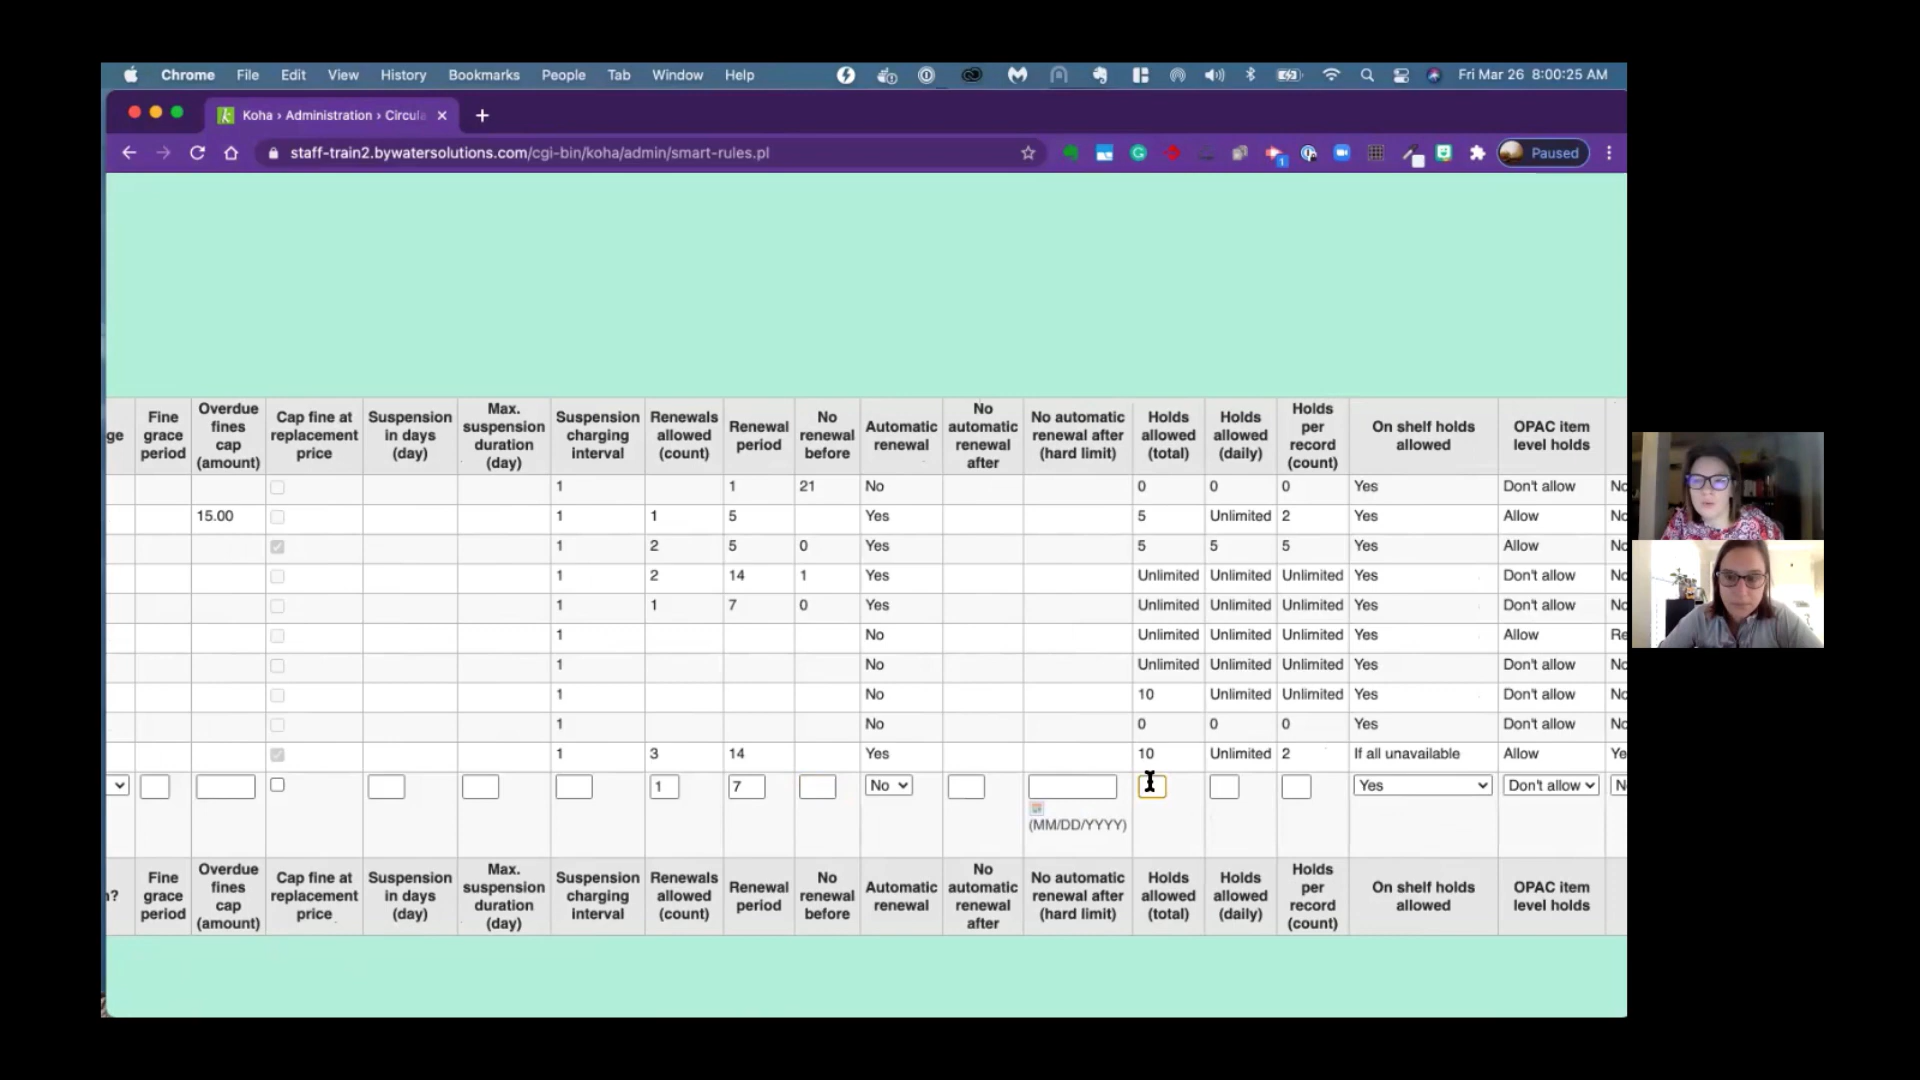 Chrome File Edit View History Bookmarks People Tab Window Help Fri Mar 26 8:00:25 AM
Koha › Administration › Circula
staff-train2.bywatersolutions.com/cgi-bin/koha/admin/smart-rules.pl Paused
ge Fine grace period Overdue fines cap (amount) Cap fine at replacement price Suspension in days (day) Max. suspension duration (day) Suspension charging interval Renewals allowed (count) Renewal period No renewal before Automatic renewal No automatic renewal after No automatic renewal after (hard limit) Holds allowed (total) Holds allowed (daily) Holds per record (count) On shelf holds allowed OPAC item level holds
1 1 21 No 0 0 0 Yes Don't allow No
15.00 1 1 5 Yes 5 Unlimited 2 Yes Allow No
1 2 5 0 Yes 5 5 5 Yes Allow No
1 2 14 1 Yes Unlimited Unlimited Unlimited Yes Don't allow No
1 1 7 0 Yes Unlimited Unlimited Unlimited Yes Don't allow No
1 No Unlimited Unlimited Unlimited Yes Allow Re
1 No Unlimited Unlimited Unlimited Yes Don't allow No
1 No 10 Unlimited Unlimited Yes Don't allow No
1 No 0 0 0 Yes Don't allow No
1 3 14 Yes 10 Unlimited 2 If all unavailable Allow Ye
1 7 No Yes Don't allow N
(MM/DD/YYYY)
n? Fine grace period Overdue fines cap (amount) Cap fine at replacement price Suspension in days (day) Max. suspension duration (day) Suspension charging interval Renewals allowed (count) Renewal period No renewal before Automatic renewal No automatic renewal after No automatic renewal after (hard limit) Holds allowed (total) Holds allowed (daily) Holds per record (count) On shelf holds allowed OPAC item level holds